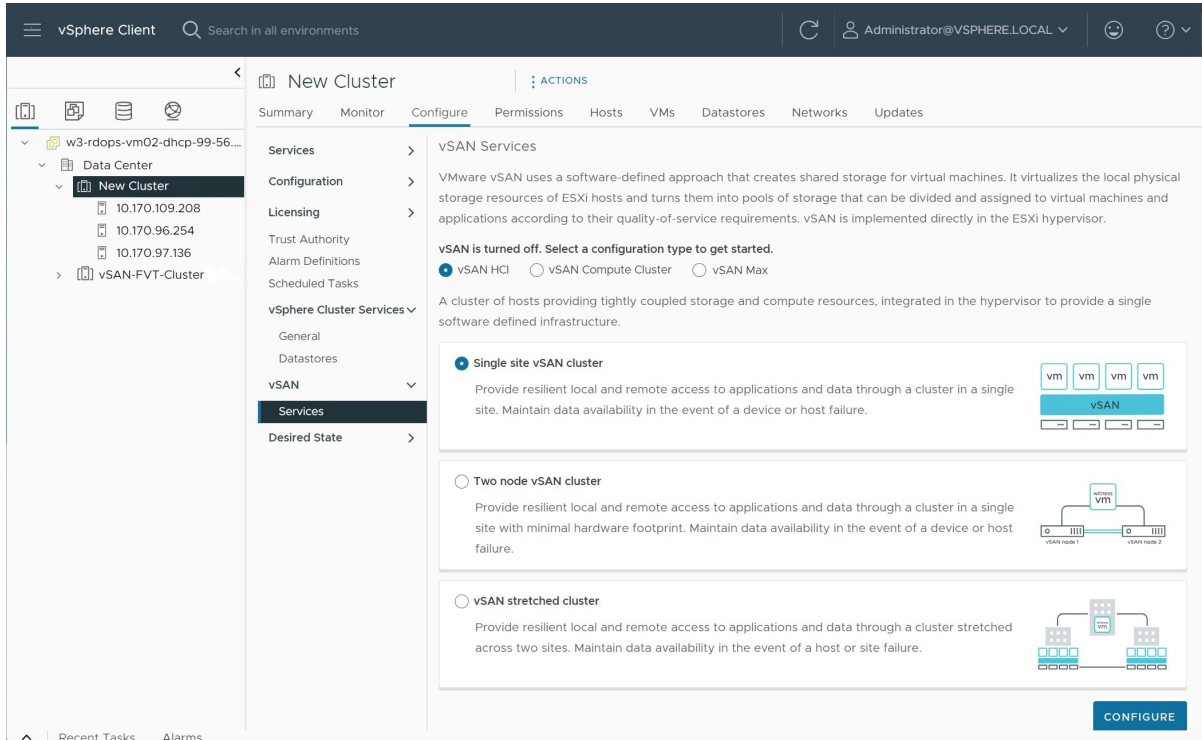 vSphere Client
Search in all environments
Administrator@VSPHERE.LOCAL
New Cluster
ACTIONS
Summary Monitor Configure Permissions Hosts VMs Datastores Networks Updates
w3-rdops-vm02-dhcp-99-56....
Data Center
New Cluster
10.170.109.208
10.170.96.254
10.170.97.136
vSAN-FVT-Cluster
Services
Configuration
Licensing
Trust Authority
Alarm Definitions
Scheduled Tasks
vSphere Cluster Services
General
Datastores
vSAN
Services
Desired State
vSAN Services
VMware vSAN uses a software-defined approach that creates shared storage for virtual machines. It virtualizes the local physical
storage resources of ESXi hosts and turns them into pools of storage that can be divided and assigned to virtual machines and
applications according to their quality-of-service requirements. vSAN is implemented directly in the ESXi hypervisor.
vSAN is turned off. Select a configuration type to get started.
vSAN HCI vSAN Compute Cluster vSAN Max
A cluster of hosts providing tightly coupled storage and compute resources, integrated in the hypervisor to provide a single
software defined infrastructure.
Single site vSAN cluster
Provide resilient local and remote access to applications and data through a cluster in a single
site. Maintain data availability in the event of a device or host failure.
vm vm vm vm
vSAN
Two node vSAN cluster
Provide resilient local and remote access to applications and data through a cluster in a single
site with minimal hardware footprint. Maintain data availability in the event of a device or host
failure.
witness
vm
vSAN node 1 vSAN node 2
vSAN stretched cluster
Provide resilient local and remote access to applications and data through a cluster stretched
across two sites. Maintain data availability in the event of a host or site failure.
witness
vm
CONFIGURE
Recent Tasks Alarms